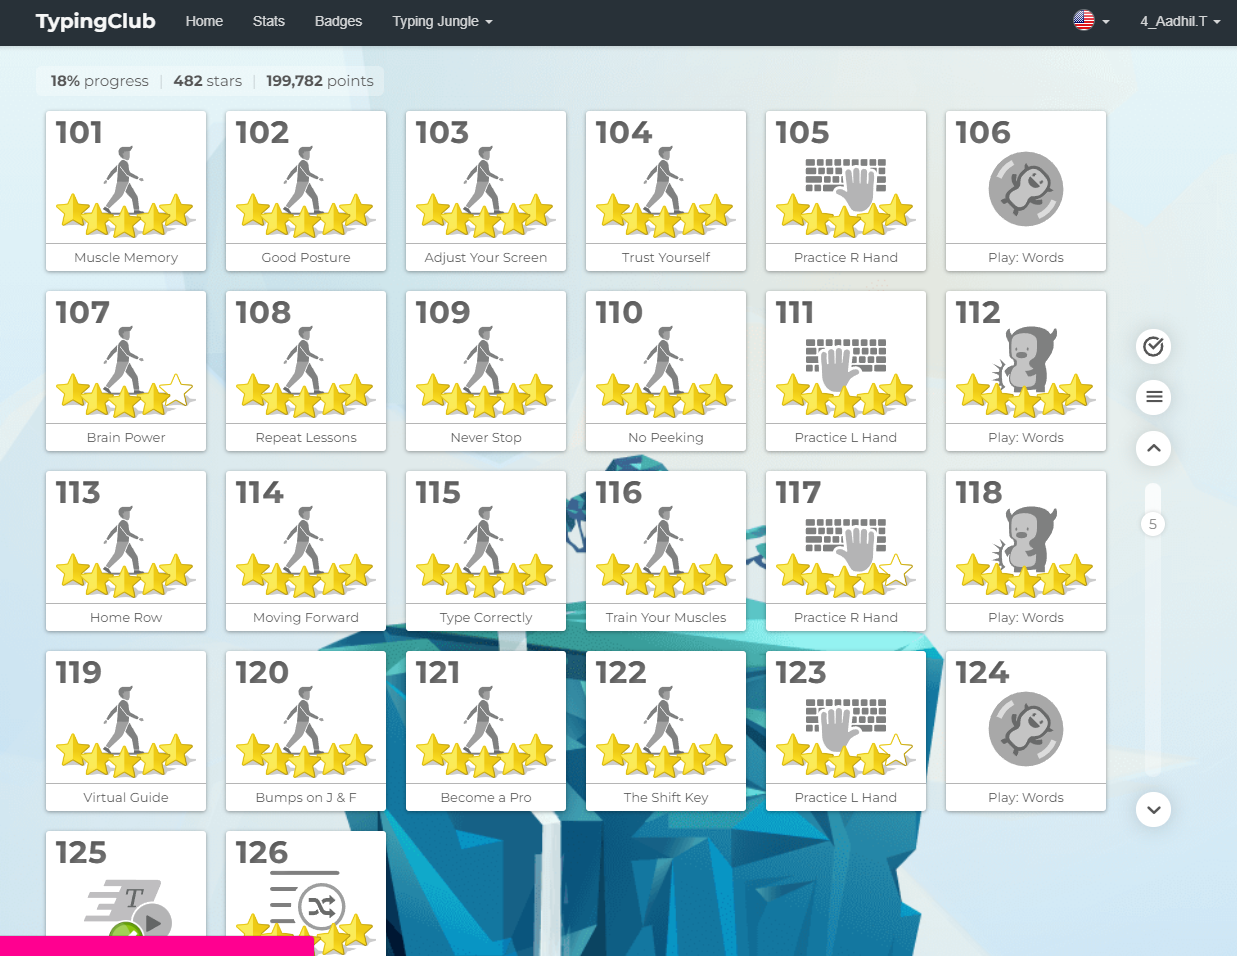 TypingClub Home Stats Badges Typing Jungle 4_Aadhil.T
18% progress | 482 stars | 199,782 points
101 102 103 104 105 106
Muscle Memory Good Posture Adjust Your Screen Trust Yourself Practice R Hand Play: Words
107 108 109 110 111 112
Brain Power Repeat Lessons Never Stop No Peeking Practice L Hand Play: Words
113 114 115 116 117 118
5
Home Row Moving Forward Type Correctly Train Your Muscles Practice R Hand Play: Words
119 120 121 122 123 124
Virtual Guide Bumps on J & F Become a Pro The Shift Key Practice L Hand Play: Words
125 126
T